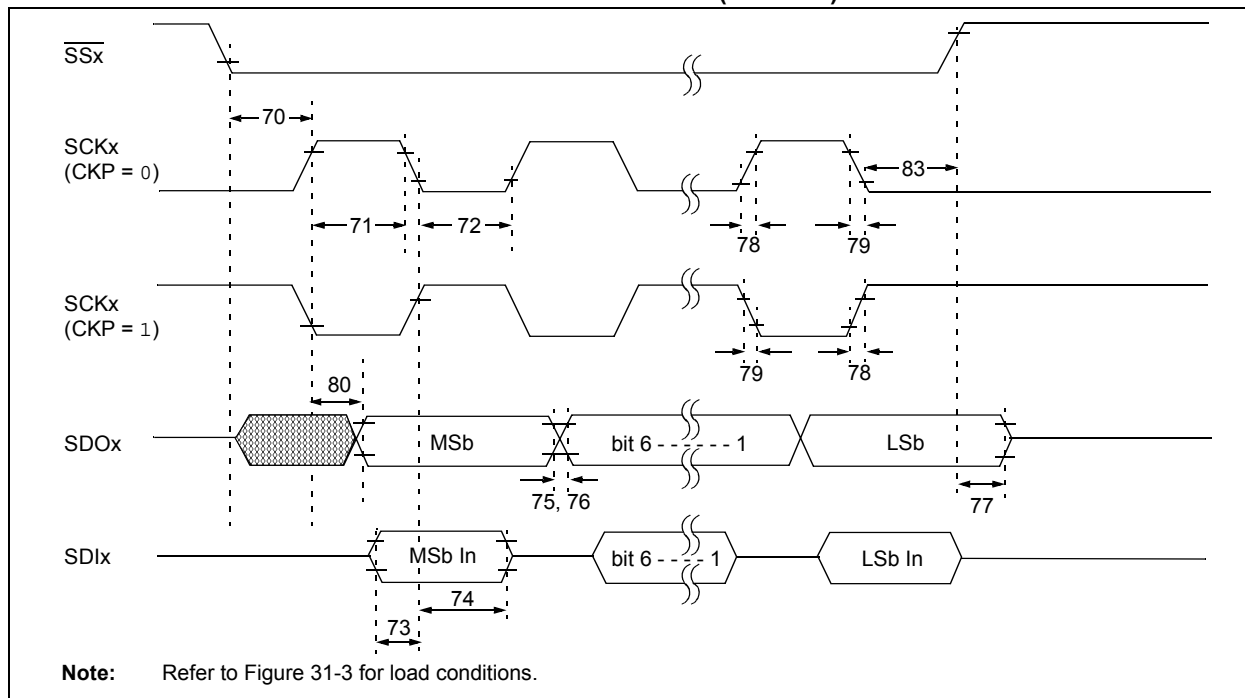 SSx
70
SCKx
(CKP = 0)
83
71
72
78
79
SCKx
(CKP = 1)
79
78
80
SDOx
MSb
bit 6 - - - - - - 1
LSb
75, 76
77
SDIx
MSb In
bit 6 - - - - 1
LSb In
74
73
Note: Refer to Figure 31-3 for load conditions.